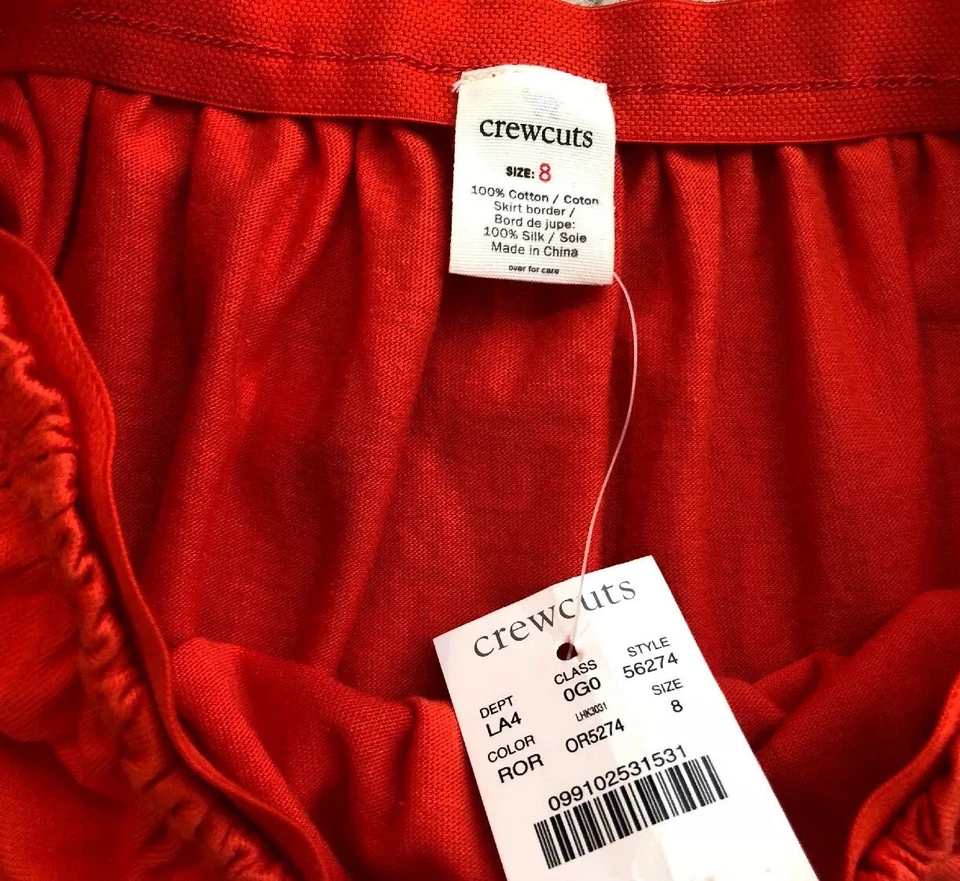 crewcuts
SIZE: 8
100% Cotton / Coton
Skirt border /
Bord de jupe:
100% Silk / Soie
Made in China
over for care
crewcuts
DEPT CLASS STYLE
LA4 0G0 56274
COLOR LHK3031 SIZE
ROR OR5274 8
099102531531